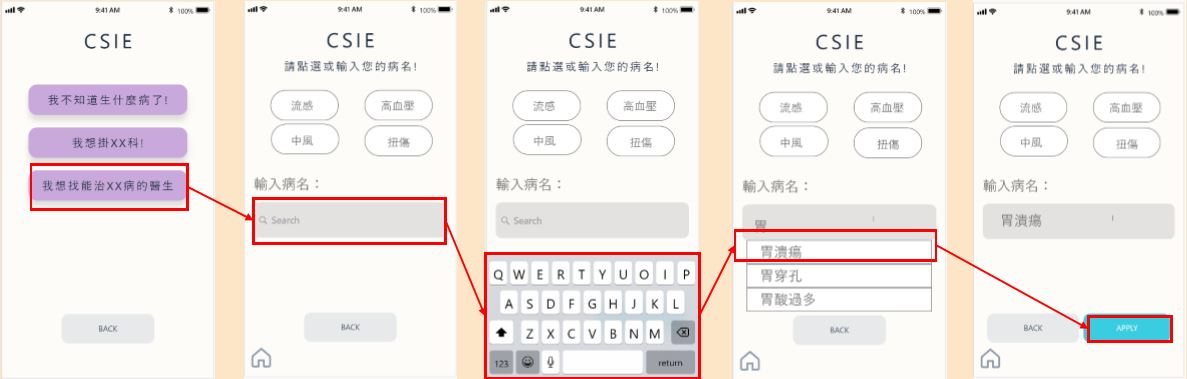 9:41 AM 100%
CSIE
我不知道生什麼病了!
我想掛XX科!
我想找能治XX病的醫生
BACK
9:41 AM 100%
CSIE
請點選或輸入您的病名!
流感 高血壓
中風 扭傷
輸入病名：
Search
BACK
9:41 AM 100%
CSIE
請點選或輸入您的病名!
流感 高血壓
中風 扭傷
輸入病名：
Search
Q W E R T Y U O I P
A S D F G H J K L
Z X C V B N M
123 return
9:41 AM 100%
CSIE
請點選或輸入您的病名!
流感 高血壓
中風 扭傷
輸入病名：
胃
胃潰瘍
胃穿孔
胃酸過多
BACK
9:41 AM 100%
CSIE
請點選或輸入您的病名!
流感 高血壓
中風 扭傷
輸入病名：
胃潰瘍
BACK APPLY